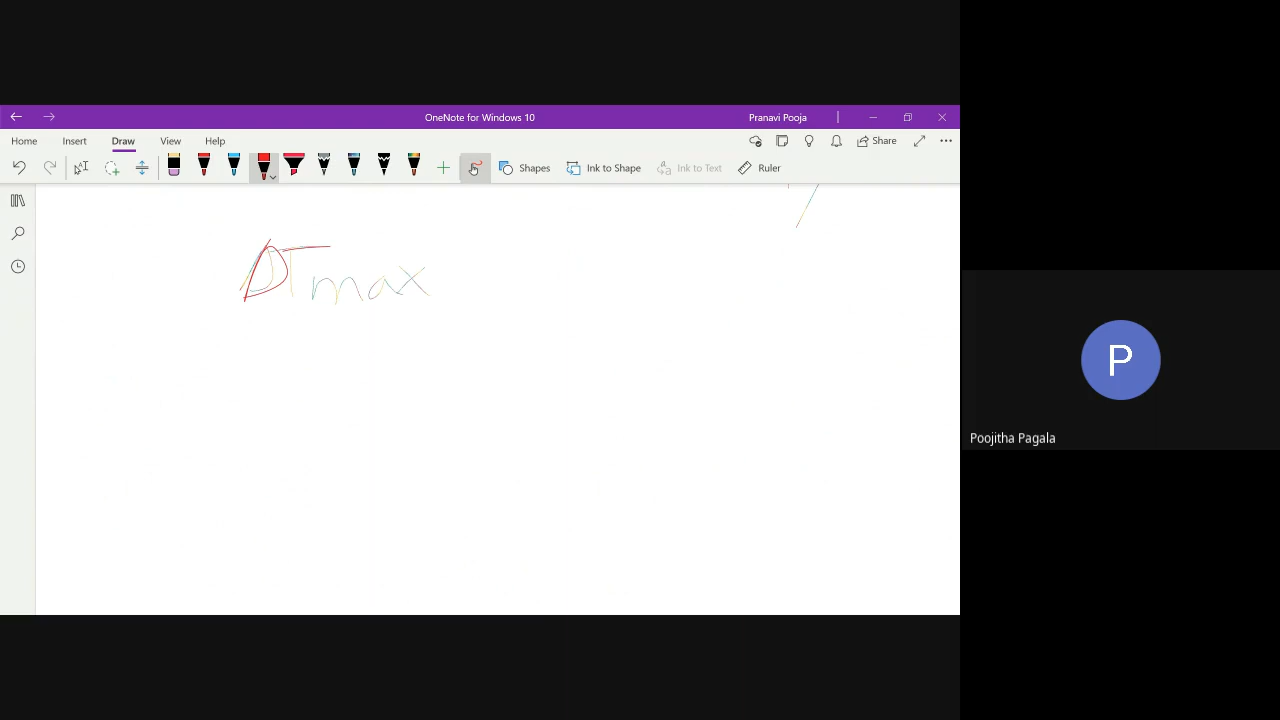 OneNote for Windows 10
Pranavi Pooja
Home Insert Draw View Help
Share
Shapes Ink to Shape Ink to Text Ruler
DTmax
P
Poojitha Pagala